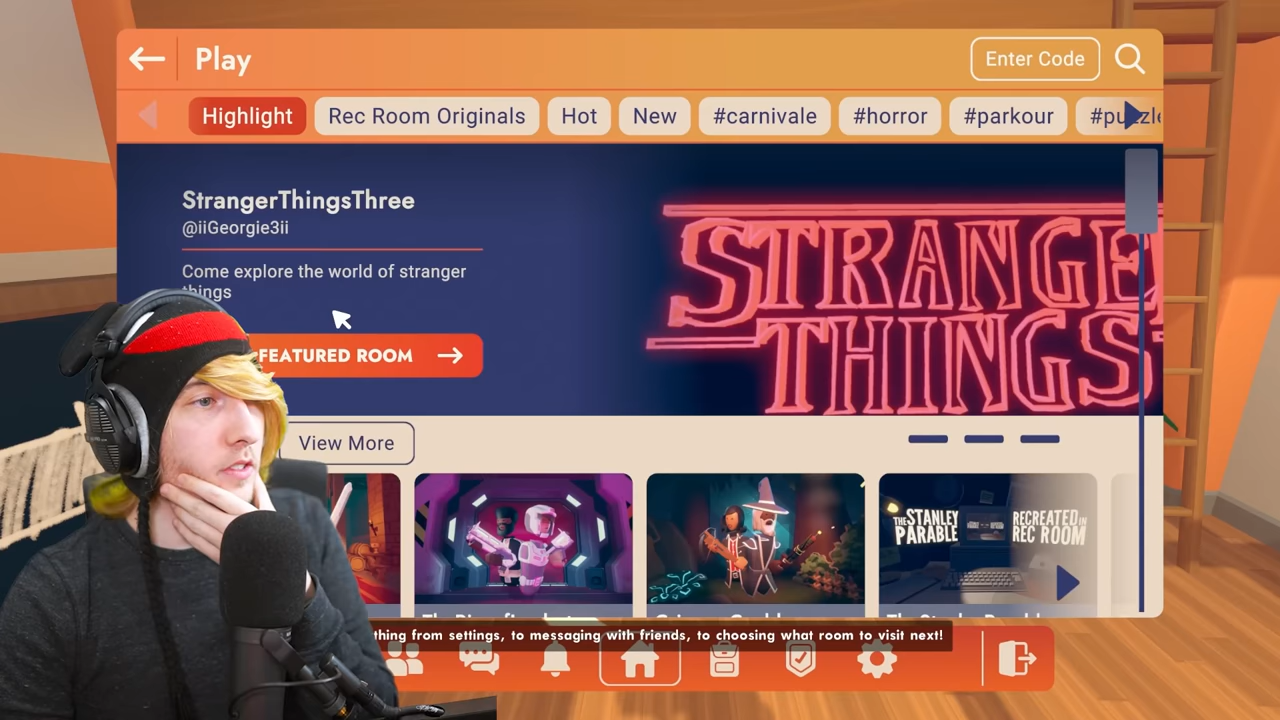 Play
Enter Code
Highlight
Rec Room Originals
Hot
New
#carnivale
#horror
#parkour
StrangerThingsThree
@iiGeorgie3ii
Come explore the world of stranger
things
FEATURED ROOM
STRANGE
THINGS
View More
THE STANLEY
PARABLE
RECREATED IN
REC ROOM
thing from settings, to messaging with friends, to choosing what room to visit next!